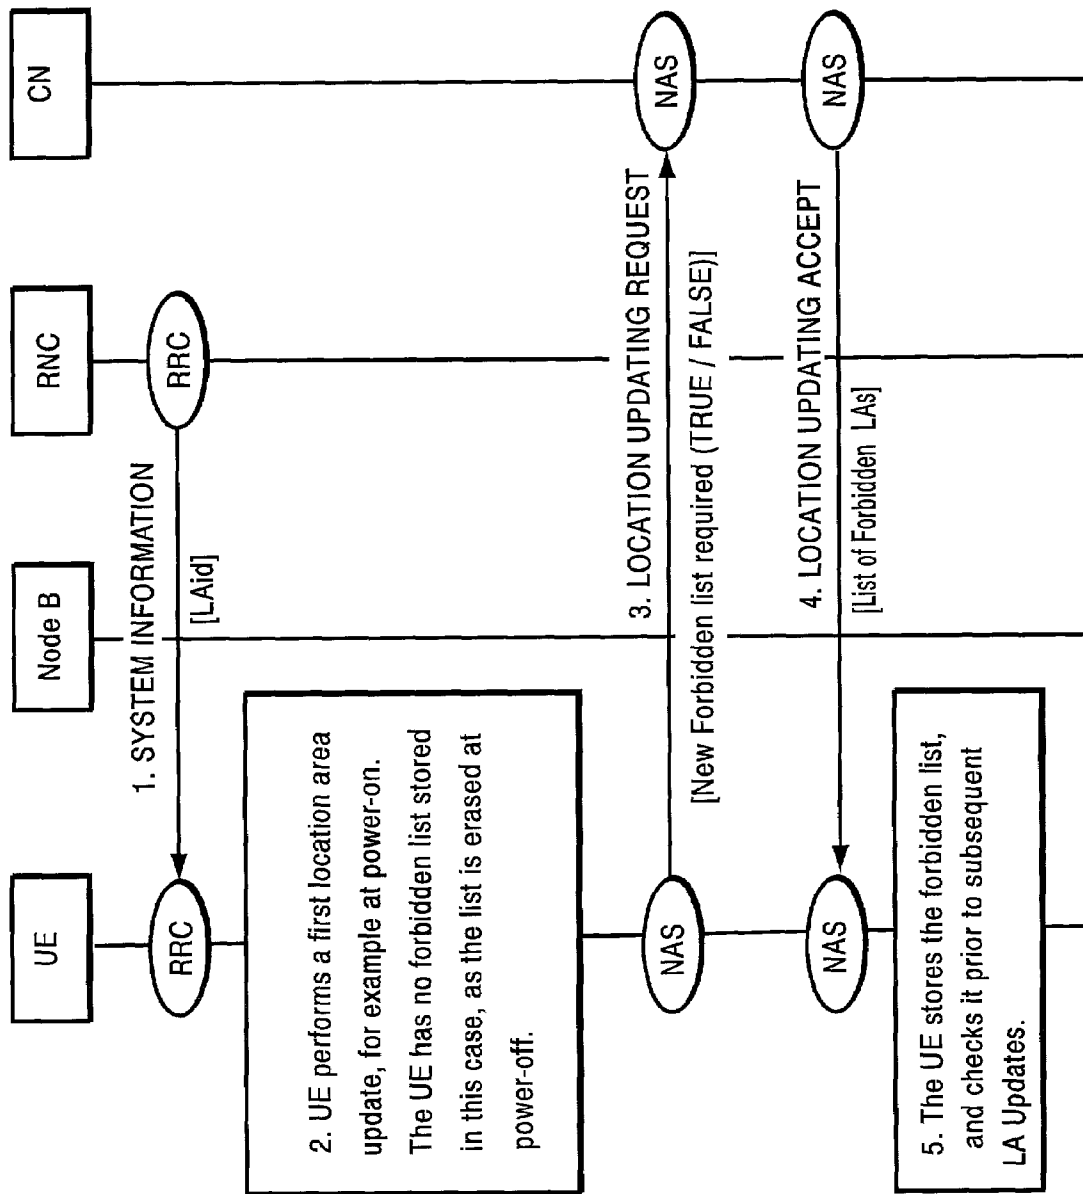 UE
Node B
RNC
CN
RRC
RRC
1. SYSTEM INFORMATION
[LAid]
2. UE performs a first location area
update, for example at power-on.
The UE has no forbidden list stored
in this case, as the list is erased at
power-off.
NAS
NAS
3. LOCATION UPDATING REQUEST
[New Forbidden list required (TRUE / FALSE)]
NAS
NAS
4. LOCATION UPDATING ACCEPT
[List of Forbidden LAs]
5. The UE stores the forbidden list,
and checks it prior to subsequent
LA Updates.